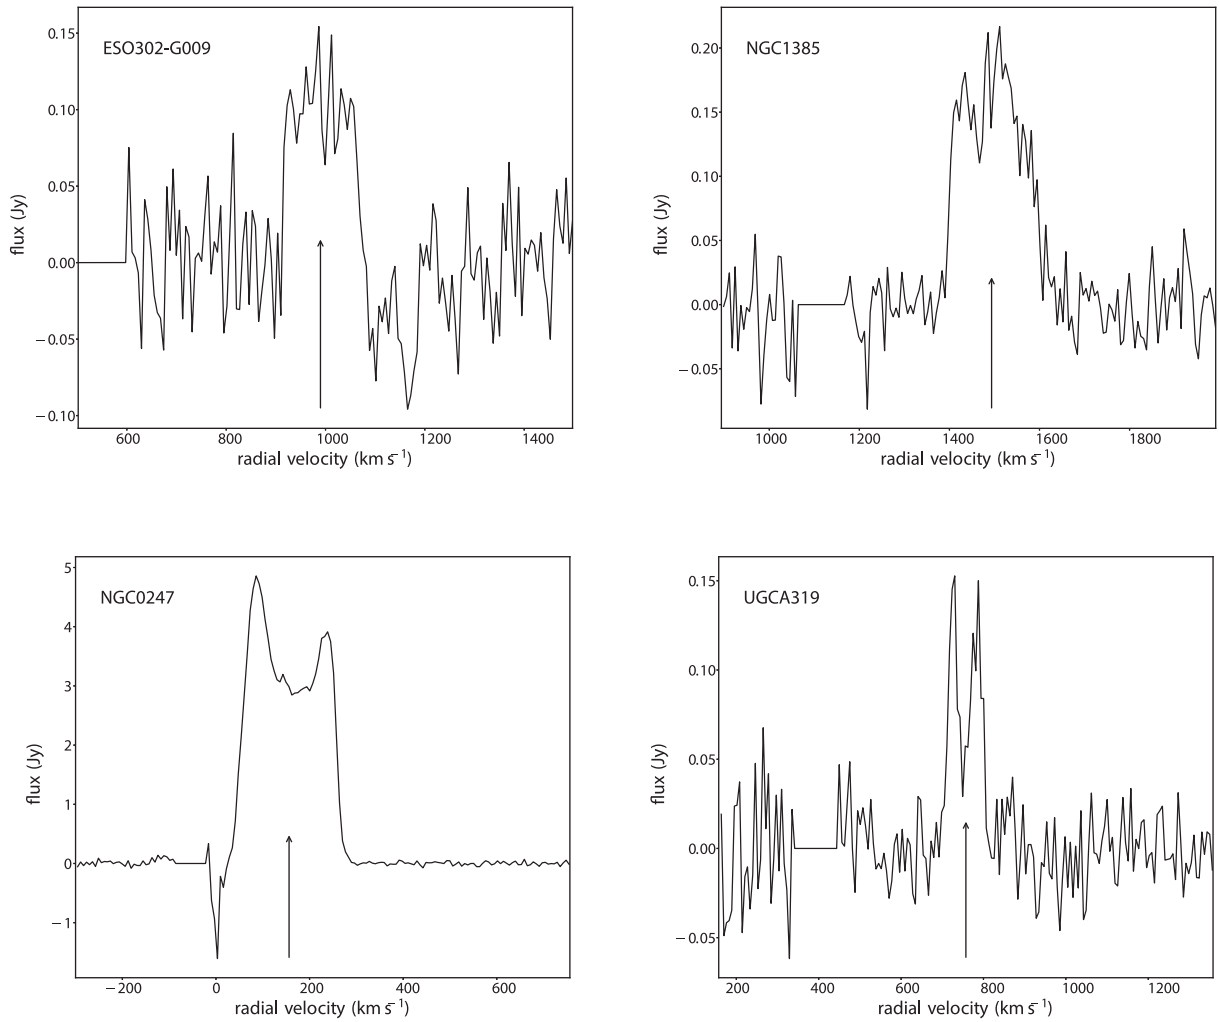 ESO302-G009
0.15
0.10
0.05
0.00
−0.05
−0.10
flux (Jy)
600 800 1000 1200 1400
radial velocity (km s⁻¹)
NGC1385
0.20
0.15
0.10
0.05
0.00
−0.05
flux (Jy)
1000 1200 1400 1600 1800
radial velocity (km s⁻¹)
NGC0247
5
4
3
2
1
0
−1
flux (Jy)
−200 0 200 400 600
radial velocity (km s⁻¹)
UGCA319
0.15
0.10
0.05
0.00
−0.05
flux (Jy)
200 400 600 800 1000 1200
radial velocity (km s⁻¹)